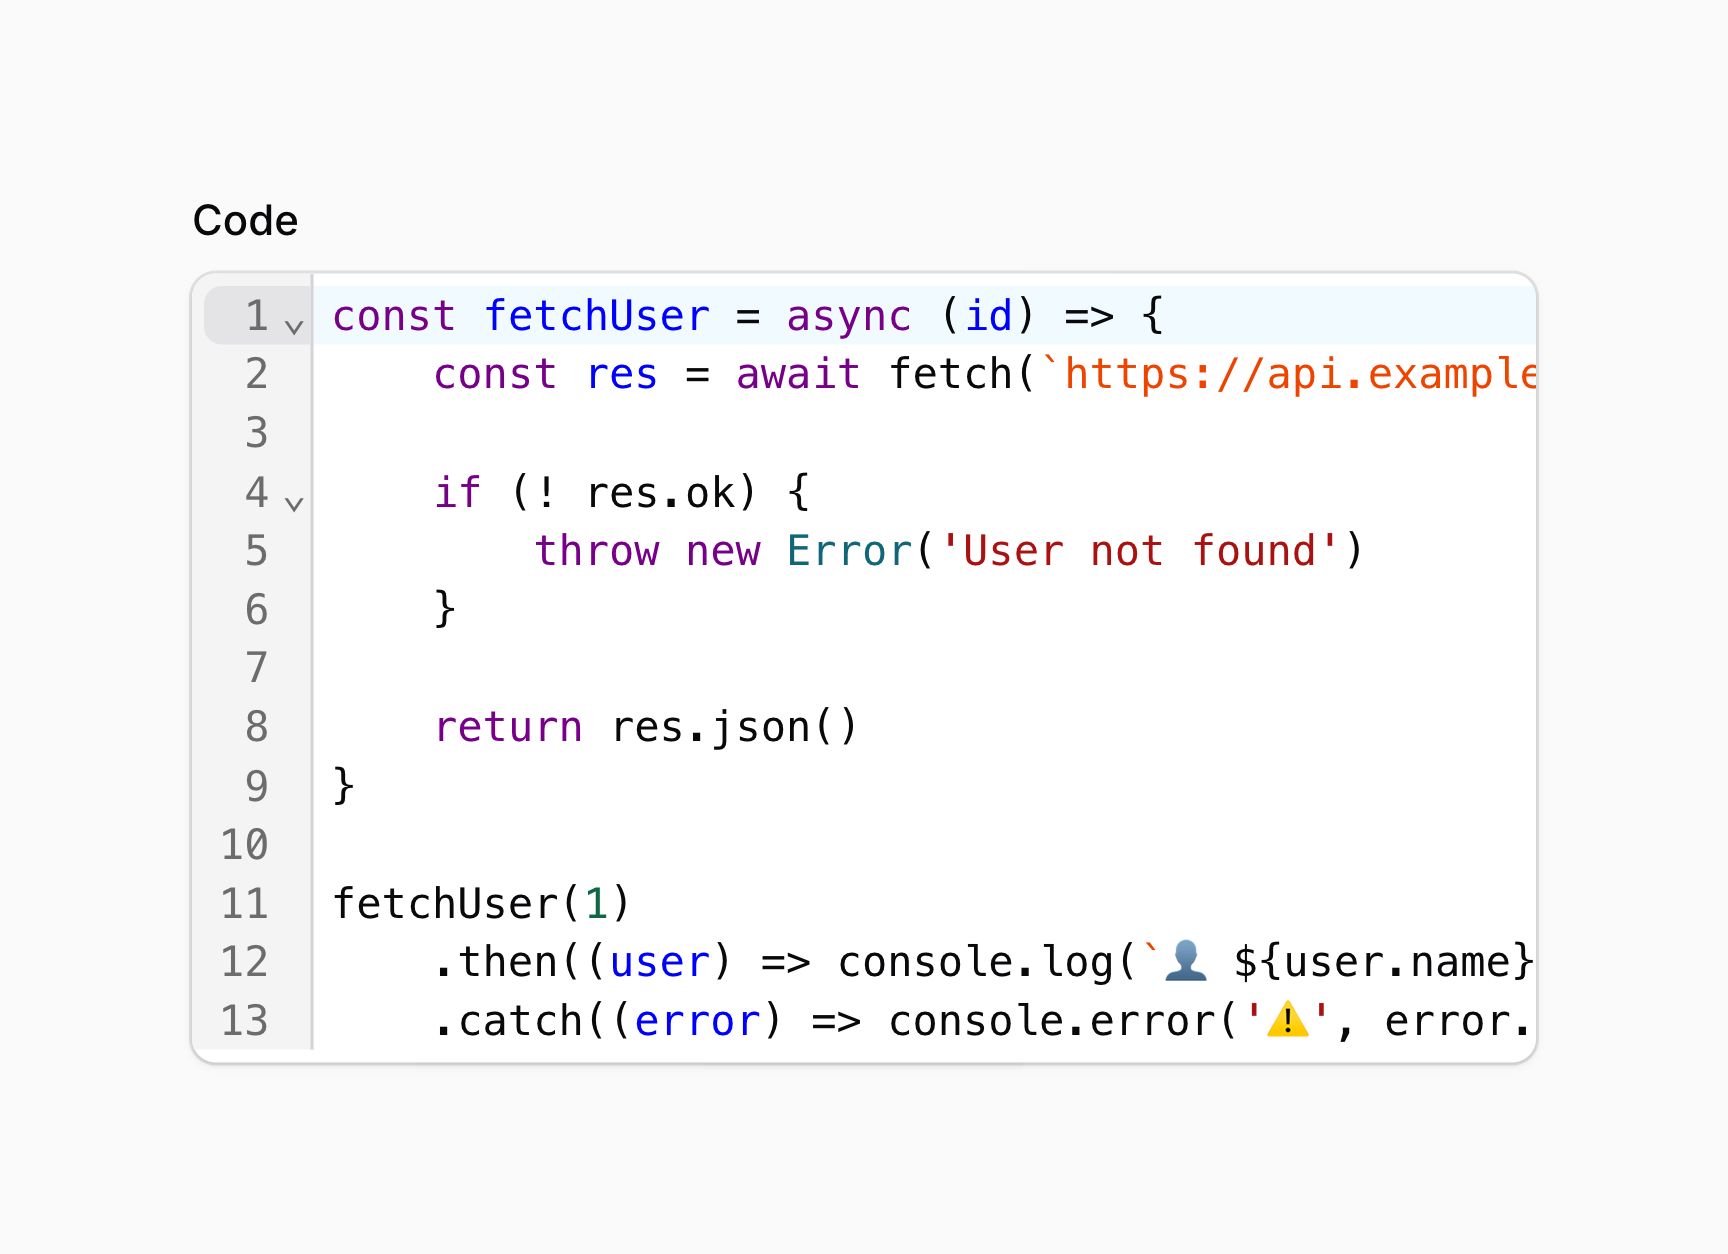 Code
1 const fetchUser = async (id) => {
2     const res = await fetch(`https://api.example
3
4     if (! res.ok) {
5         throw new Error('User not found')
6     }
7
8     return res.json()
9 }
10
11 fetchUser(1)
12     .then((user) => console.log(`👤 ${user.name}
13     .catch((error) => console.error('⚠️', error.